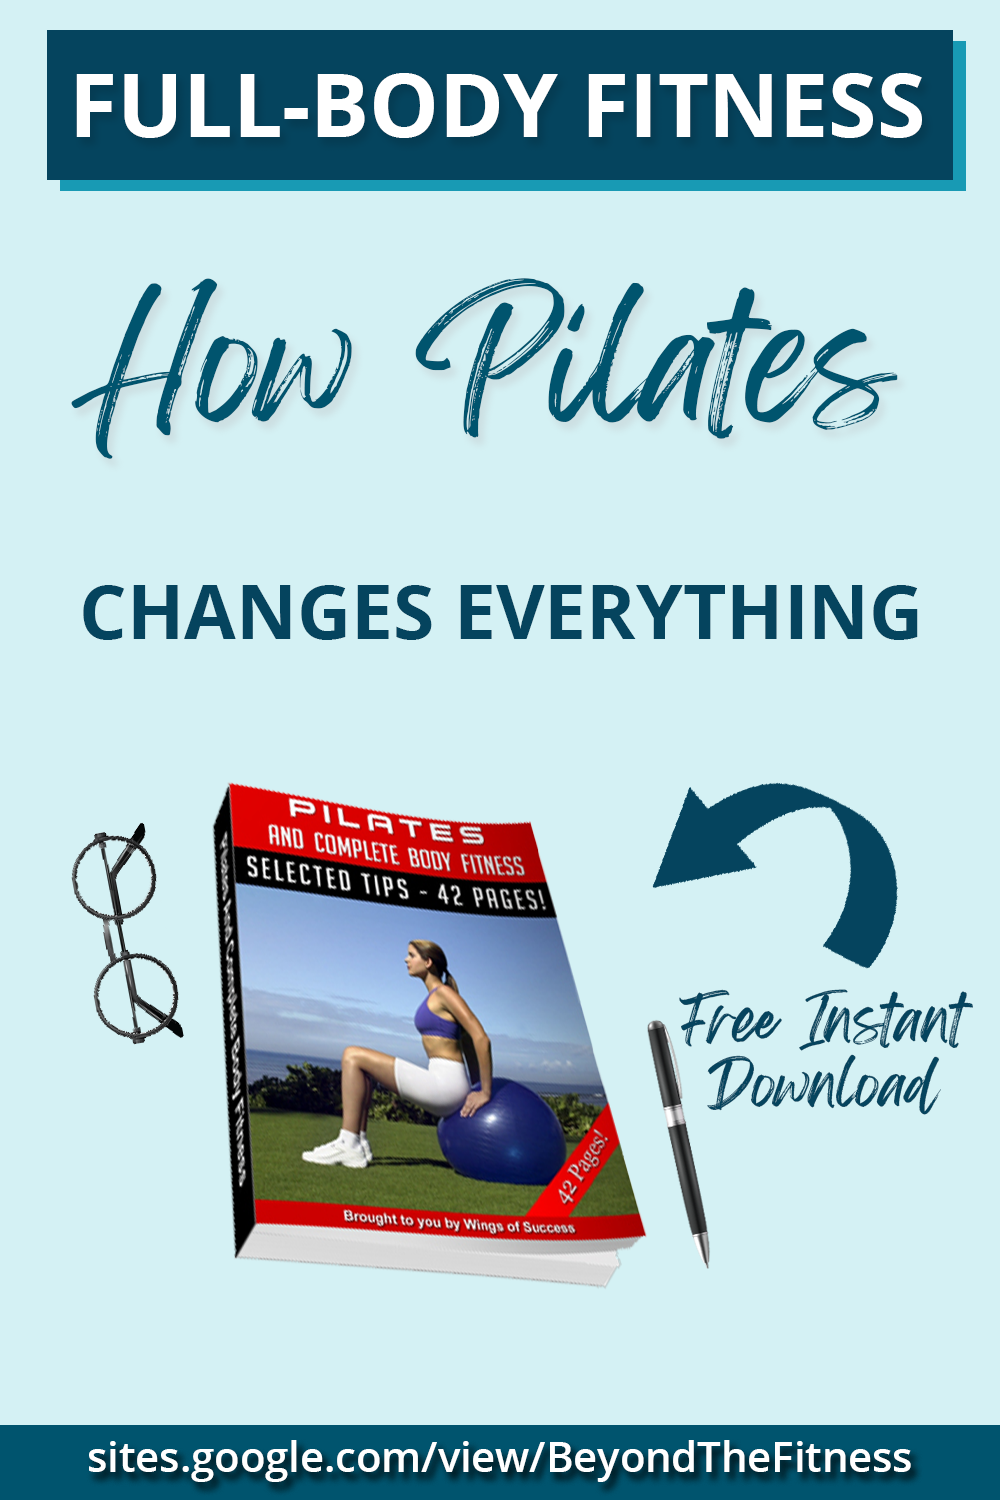 FULL-BODY FITNESS
How Pilates
CHANGES EVERYTHING
PILATES
AND COMPLETE BODY FITNESS
SELECTED TIPS - 42 PAGES!
42 Pages!
Brought to you by Wings of Success
Free Instant
Download
sites.google.com/view/BeyondTheFitness